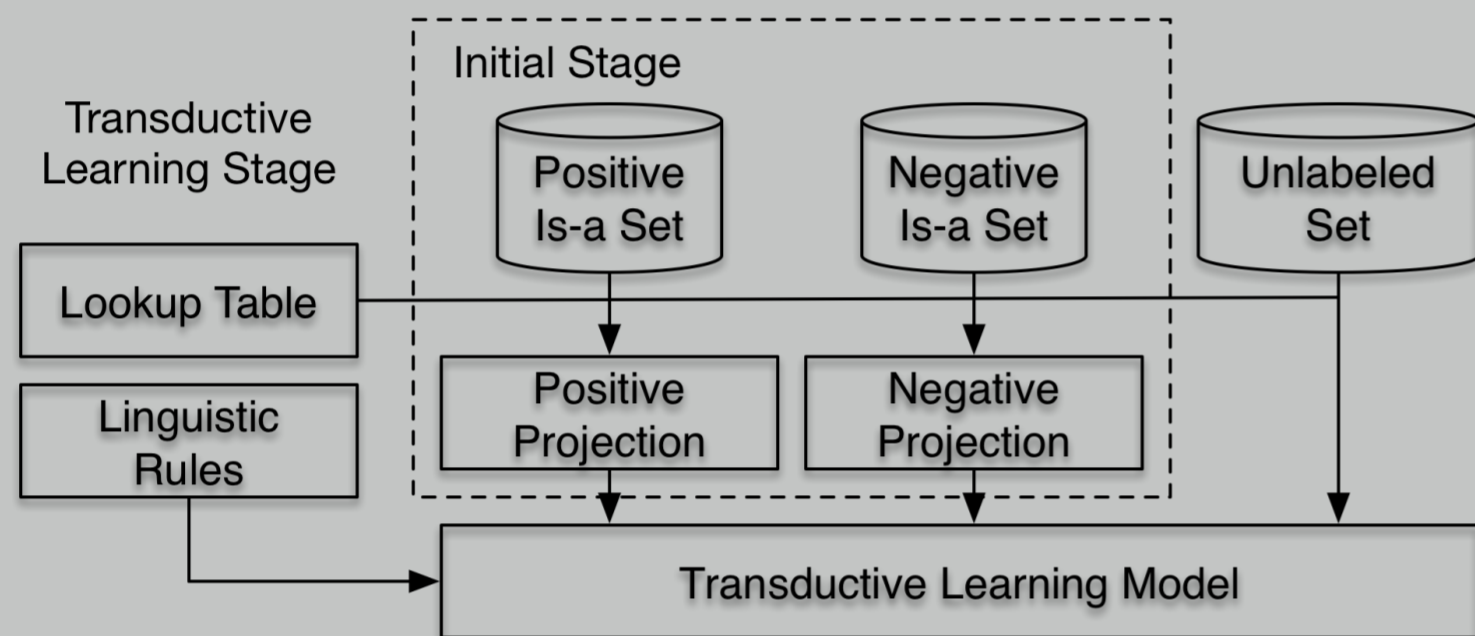 Initial Stage
Transductive
Learning Stage
Positive
Is-a Set
Negative
Is-a Set
Unlabeled
Set
Lookup Table
Linguistic
Rules
Positive
Projection
Negative
Projection
Transductive Learning Model